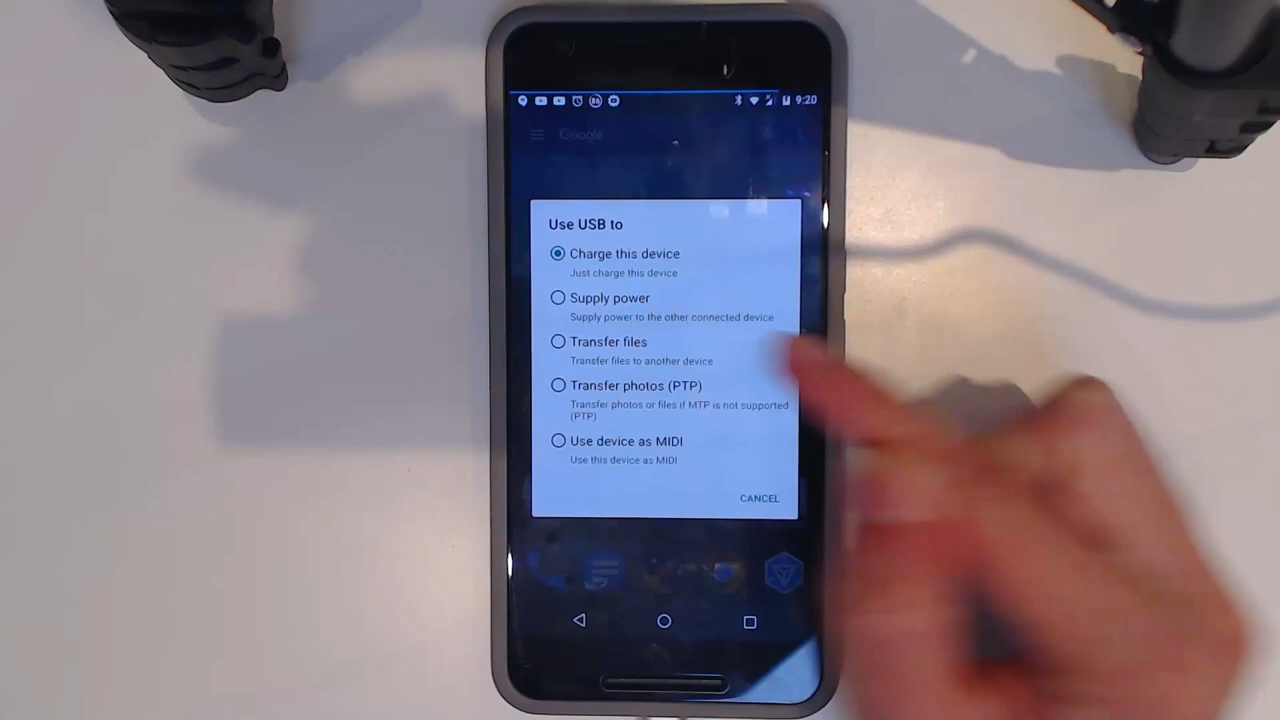 9:20
Google
Use USB to
Charge this device
Just charge this device
Supply power
Supply power to the other connected device
Transfer files
Transfer files to another device
Transfer photos (PTP)
Transfer photos or files if MTP is not supported
(PTP)
Use device as MIDI
Use this device as MIDI
CANCEL